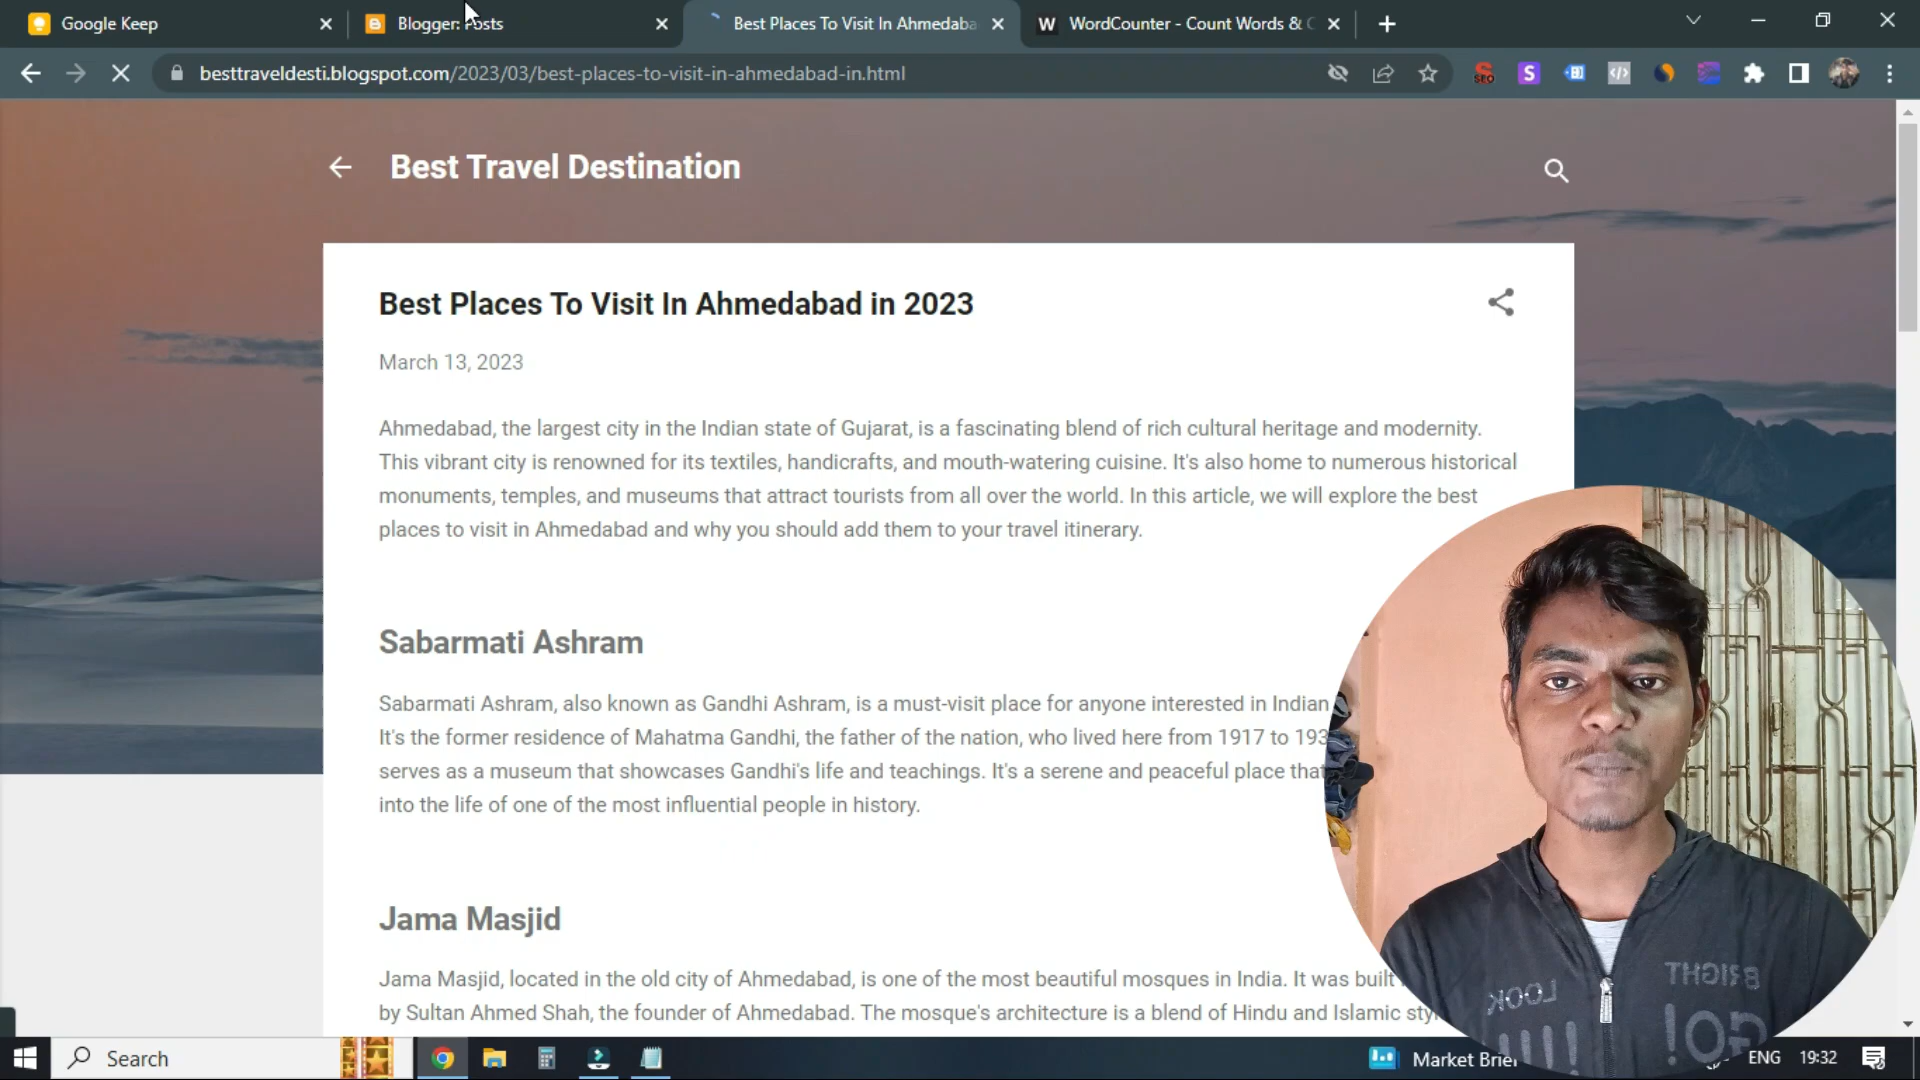 Google Keep
Blogger: Posts
Best Places To Visit In Ahmedaba
WordCounter - Count Words & C
besttraveldesti.blogspot.com/2023/03/best-places-to-visit-in-ahmedabad-in.html
Best Travel Destination
Best Places To Visit In Ahmedabad in 2023
March 13, 2023
Ahmedabad, the largest city in the Indian state of Gujarat, is a fascinating blend of rich cultural heritage and modernity.
This vibrant city is renowned for its textiles, handicrafts, and mouth-watering cuisine. It's also home to numerous historical
monuments, temples, and museums that attract tourists from all over the world. In this article, we will explore the best
places to visit in Ahmedabad and why you should add them to your travel itinerary.
Sabarmati Ashram
Sabarmati Ashram, also known as Gandhi Ashram, is a must-visit place for anyone interested in Indian
It's the former residence of Mahatma Gandhi, the father of the nation, who lived here from 1917 to 193
serves as a museum that showcases Gandhi's life and teachings. It's a serene and peaceful place that
into the life of one of the most influential people in history.
Jama Masjid
Jama Masjid, located in the old city of Ahmedabad, is one of the most beautiful mosques in India. It was built
by Sultan Ahmed Shah, the founder of Ahmedabad. The mosque's architecture is a blend of Hindu and Islamic sty
BRIGHT
LOOK
GO!
SEO
Search
Market Brief
ENG
19:32